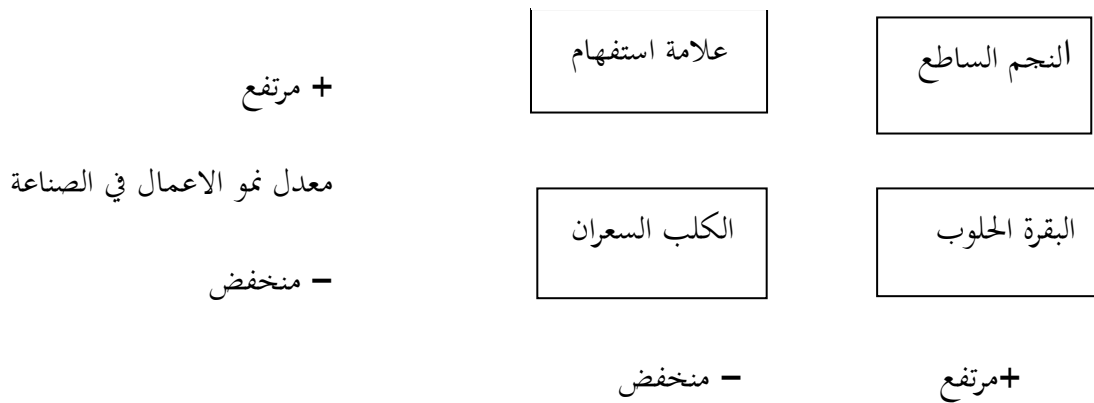 النجم الساطع
علامة استفهام
+ مرتفع
معدل نمو الاعمال في الصناعة
البقرة الحلوب
الكلب السعران
– منخفض
+مرتفع
– منخفض